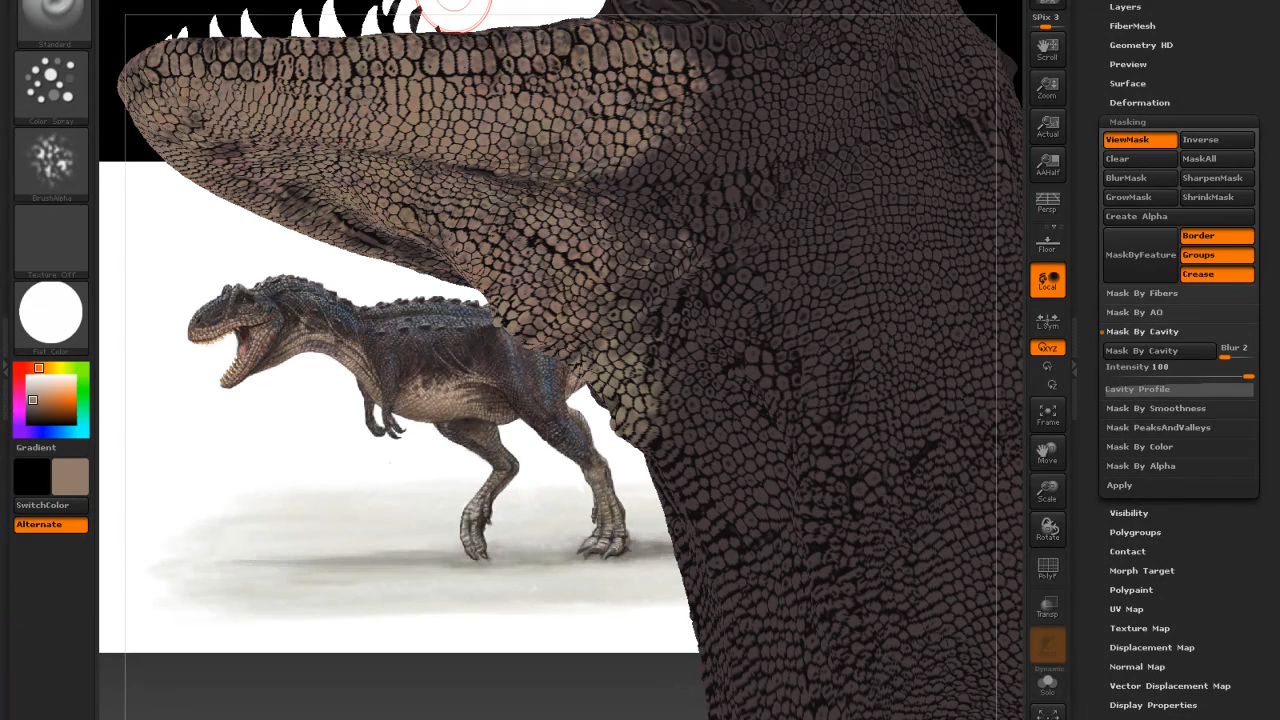 Standard
Color Spray
BrushAlpha
Texture Off
Flat Color
Gradient
SwitchColor
Alternate
SPix 3
Scroll
Zoom
Actual
AAHalf
Persp
Floor
Local
L.Sym
XYZ
Frame
Move
Scale
Rotate
PolyF
Transp
Dynamic
Solo
Layers
FiberMesh
Geometry HD
Preview
Surface
Deformation
Masking
ViewMask
Inverse
Clear
MaskAll
BlurMask
SharpenMask
GrowMask
ShrinkMask
Create Alpha
MaskByFeature
Border
Groups
Crease
Mask By Fibers
Mask By AO
Mask By Cavity
Mask By Cavity
Blur 2
Intensity 100
Cavity Profile
Mask By Smoothness
Mask PeaksAndValleys
Mask By Color
Mask By Alpha
Apply
Visibility
Polygroups
Contact
Morph Target
Polypaint
UV Map
Texture Map
Displacement Map
Normal Map
Vector Displacement Map
Display Properties